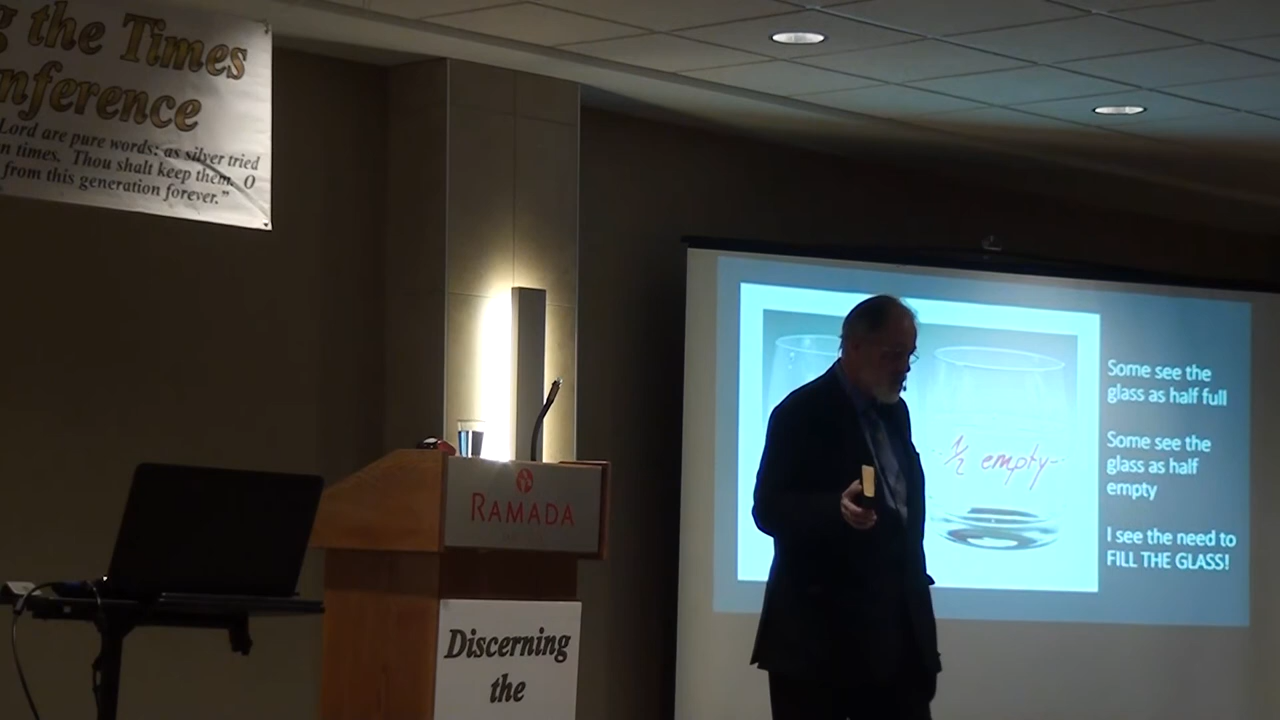 g the Times
nference
Lord are pure words: as silver tried
n times. Thou shalt keep them, O
from this generation forever.”
RAMADA
Discerning
the
½ empty
Some see the
glass as half full
Some see the
glass as half
empty
I see the need to
FILL THE GLASS!